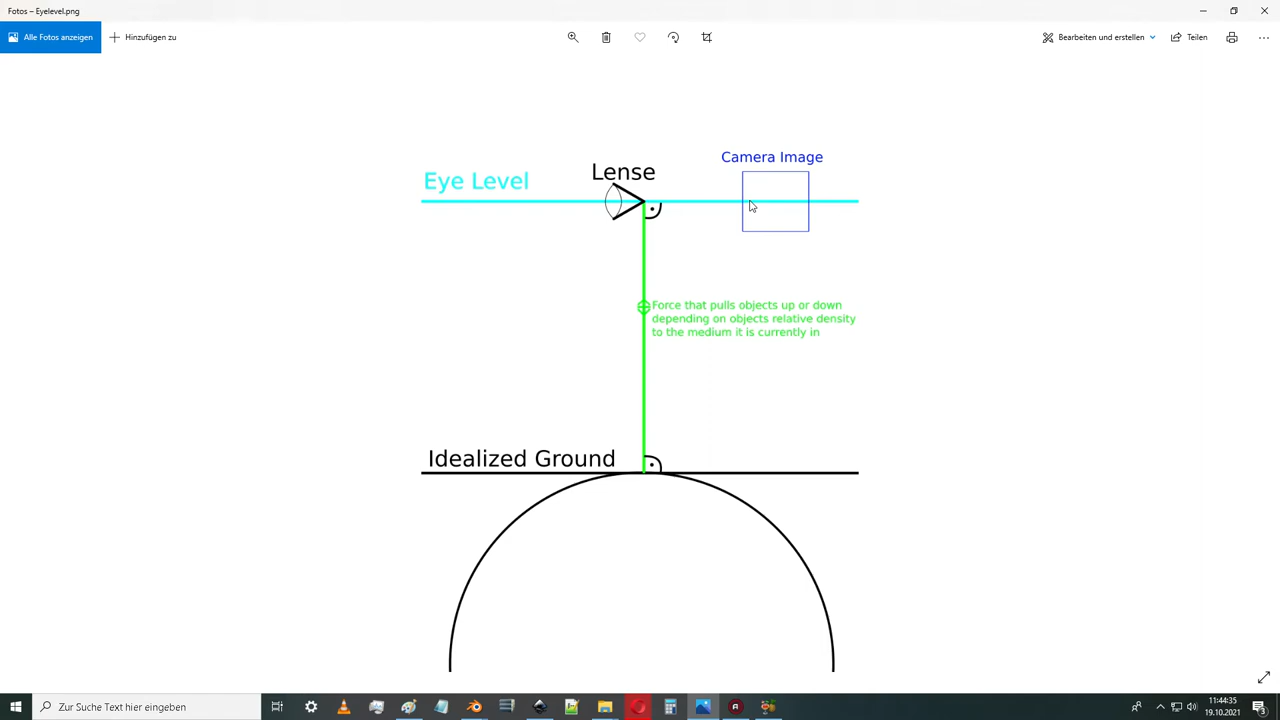 Fotos – Eyelevel.png
Alle Fotos anzeigen
Hinzufügen zu
Bearbeiten und erstellen
Teilen
Camera Image
Lense
Eye Level
Force that pulls objects up or down
depending on objects relative density
to the medium it is currently in
Idealized Ground
Zur Suche Text hier eingeben
11:44:35
19.10.2021
3